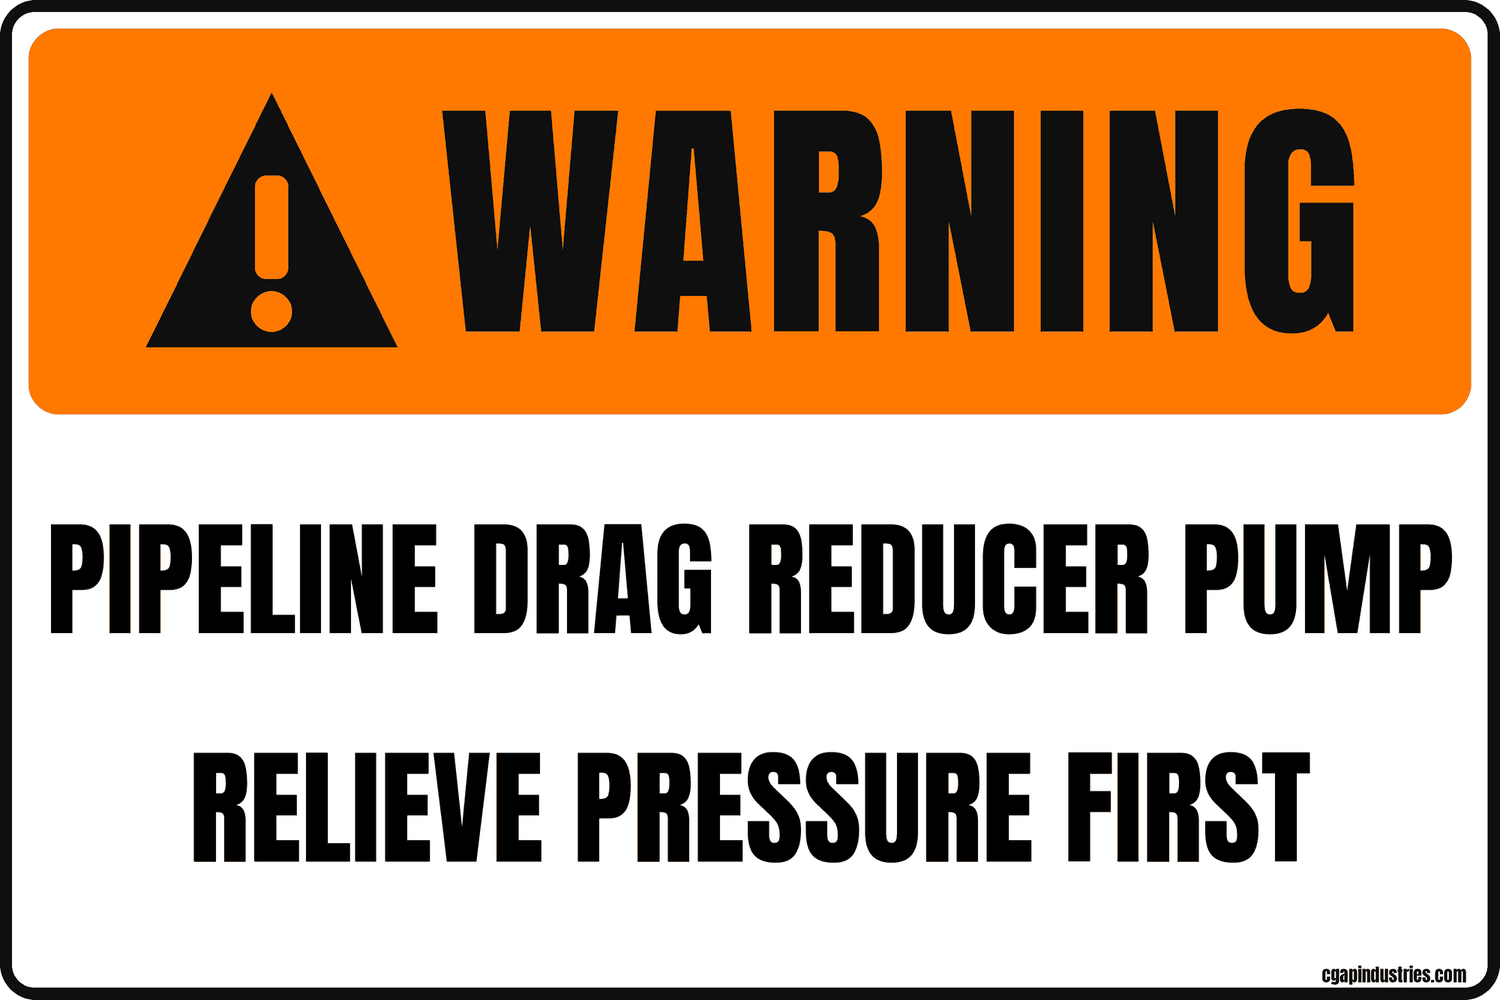 WARNING
PIPELINE DRAG REDUCER PUMP
RELIEVE PRESSURE FIRST
cgapindustries.com